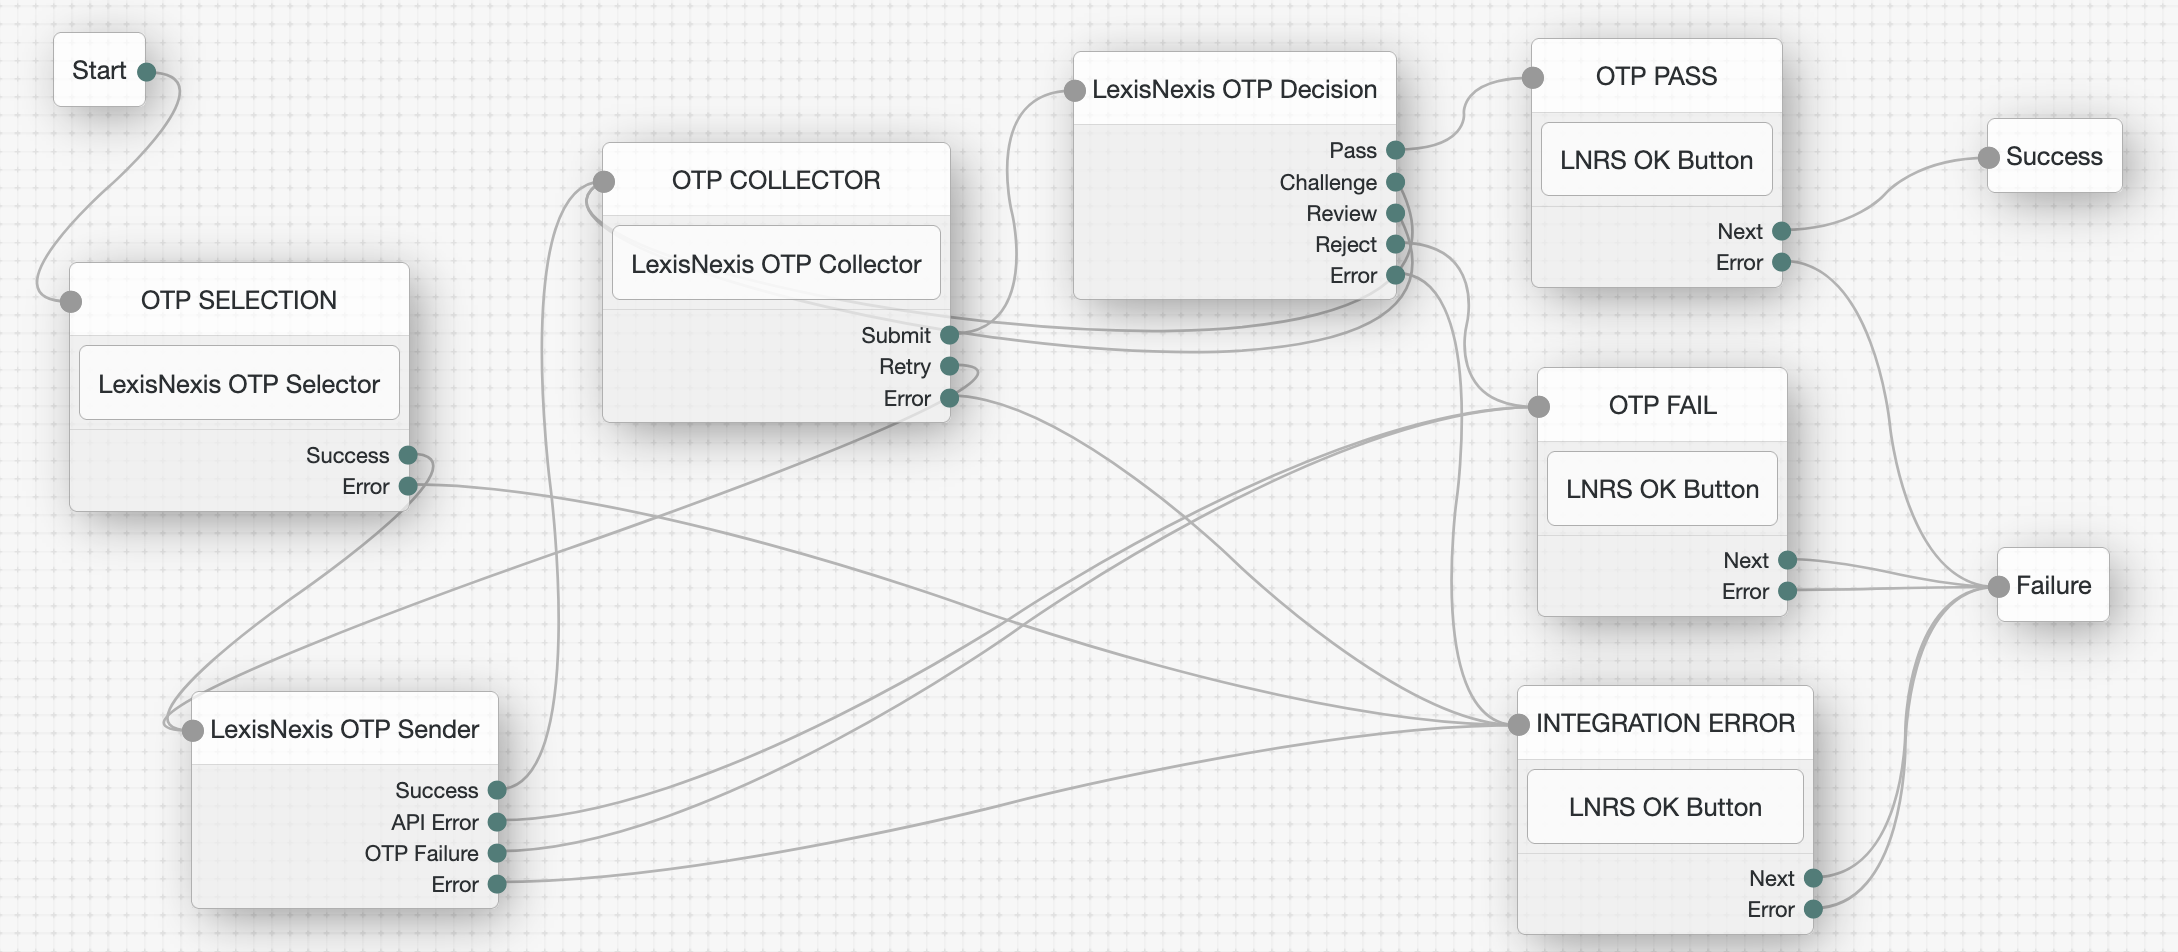 Start
OTP SELECTION
LexisNexis OTP Selector
Success
Error
LexisNexis OTP Sender
Success
API Error
OTP Failure
Error
OTP COLLECTOR
LexisNexis OTP Collector
Submit
Retry
Error
LexisNexis OTP Decision
Pass
Challenge
Review
Reject
Error
OTP PASS
LNRS OK Button
Next
Error
OTP FAIL
LNRS OK Button
Next
Error
INTEGRATION ERROR
LNRS OK Button
Next
Error
Success
Failure